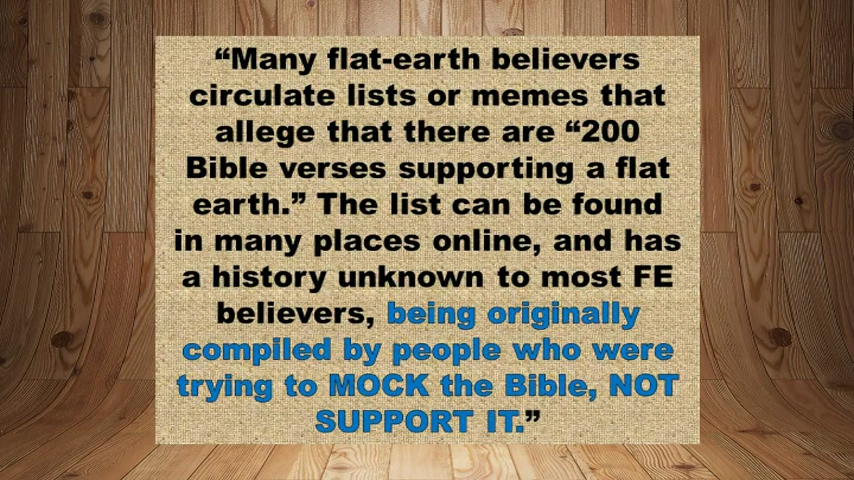 “Many flat-earth believers
circulate lists or memes that
allege that there are “200
Bible verses supporting a flat
earth.” The list can be found
in many places online, and has
a history unknown to most FE
believers, being originally
compiled by people who were
trying to MOCK the Bible, NOT
SUPPORT IT.”